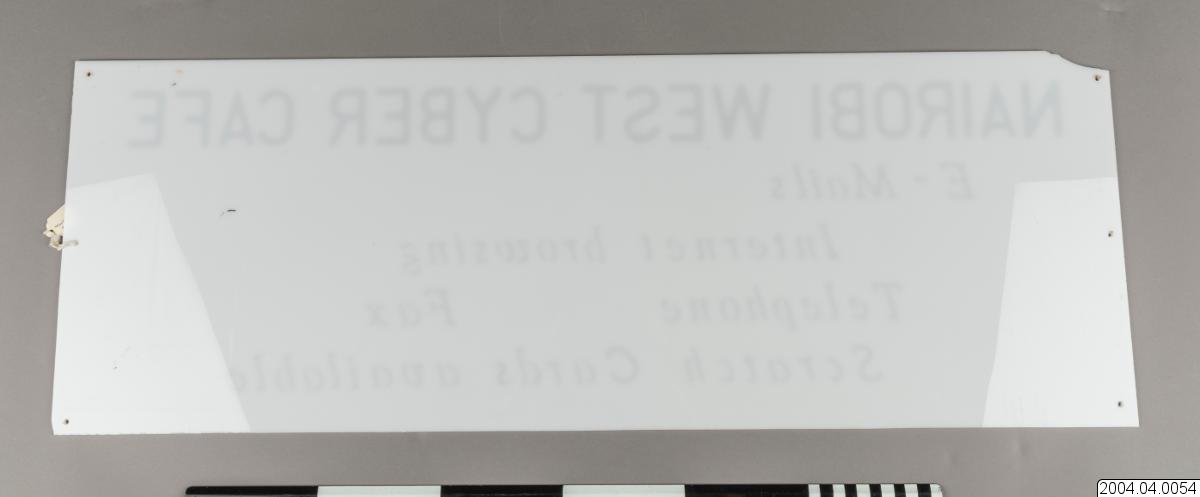 NAIROBI WEST CYBER CAFE
E - Mails
Internet browsing
Telephone Fax
Scratch Cards available
2004.04.0054